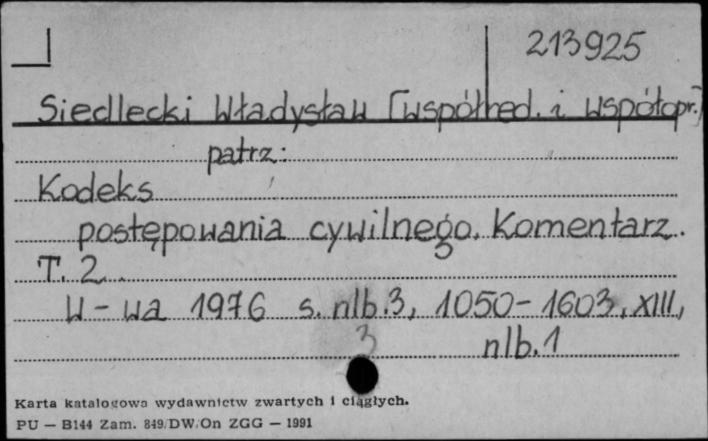 213925
Siedlecki Władysław [współred. i współopr.]
patrz:
Kodeks
postępowania cywilnego. Komentarz.
T. 2
W-wa 1976 s. nlb. 3, 1050-1603, XIII,
3 nlb. 1
Karta katalogowa wydawnictw zwartych i ciągłych.
PU — B144 Zam. 849/DW/On ZGG — 1991